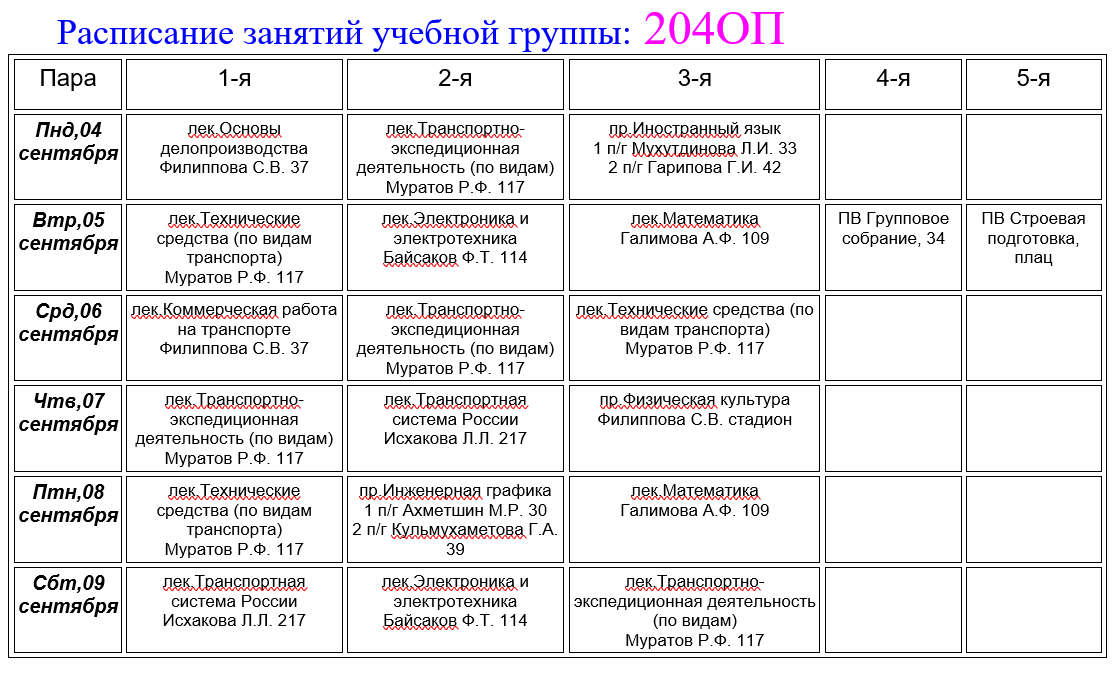 Расписание занятий учебной группы: 204ОП
Пара
1-я
2-я
3-я
4-я
5-я
Пнд,04
сентября
лек.Основы
делопроизводства
Филиппова С.В. 37
лек.Транспортно-
экспедиционная
деятельность (по видам)
Муратов Р.Ф. 117
пр.Иностранный язык
1 п/г Мухутдинова Л.И. 33
2 п/г Гарипова Г.И. 42
Втр,05
сентября
лек.Технические
средства (по видам
транспорта)
Муратов Р.Ф. 117
лек.Электроника и
электротехника
Байсаков Ф.Т. 114
лек.Математика
Галимова А.Ф. 109
ПВ Групповое
собрание, 34
ПВ Строевая
подготовка,
плац
Срд,06
сентября
лек.Коммерческая работа
на транспорте
Филиппова С.В. 37
лек.Транспортно-
экспедиционная
деятельность (по видам)
Муратов Р.Ф. 117
лек.Технические средства (по
видам транспорта)
Муратов Р.Ф. 117
Чтв,07
сентября
лек.Транспортно-
экспедиционная
деятельность (по видам)
Муратов Р.Ф. 117
лек.Транспортная
система России
Исхакова Л.Л. 217
пр.Физическая культура
Филиппова С.В. стадион
Птн,08
сентября
лек.Технические
средства (по видам
транспорта)
Муратов Р.Ф. 117
пр.Инженерная графика
1 п/г Ахметшин М.Р. 30
2 п/г Кульмухаметова Г.А.
39
лек.Математика
Галимова А.Ф. 109
Сбт,09
сентября
лек.Транспортная
система России
Исхакова Л.Л. 217
лек.Электроника и
электротехника
Байсаков Ф.Т. 114
лек.Транспортно-
экспедиционная деятельность
(по видам)
Муратов Р.Ф. 117